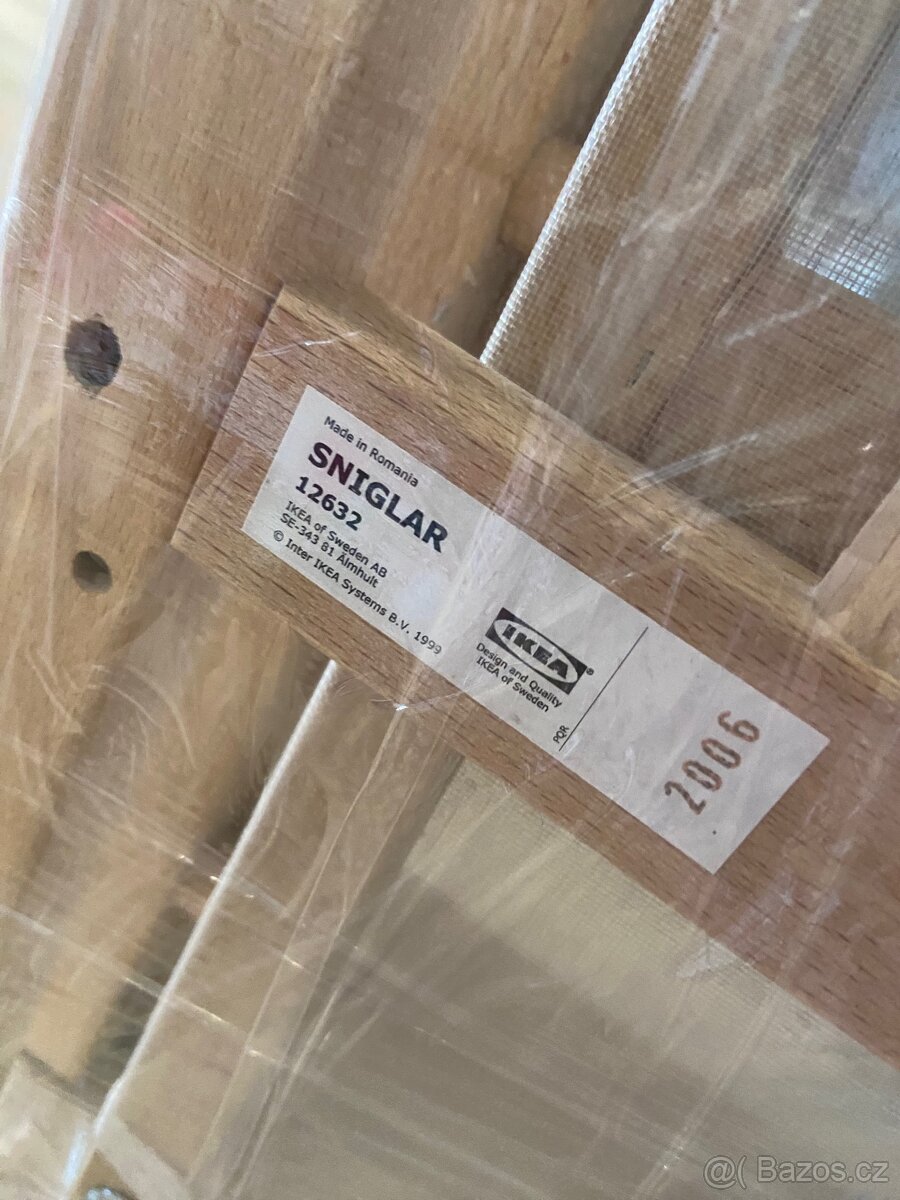 Made in Romania
SNIGLAR
12632
IKEA of Sweden AB
SE-343 81 Älmhult
© Inter IKEA Systems B.V. 1999
IKEA®
Design and Quality
IKEA of Sweden
PQR
2006
@( Bazos.cz